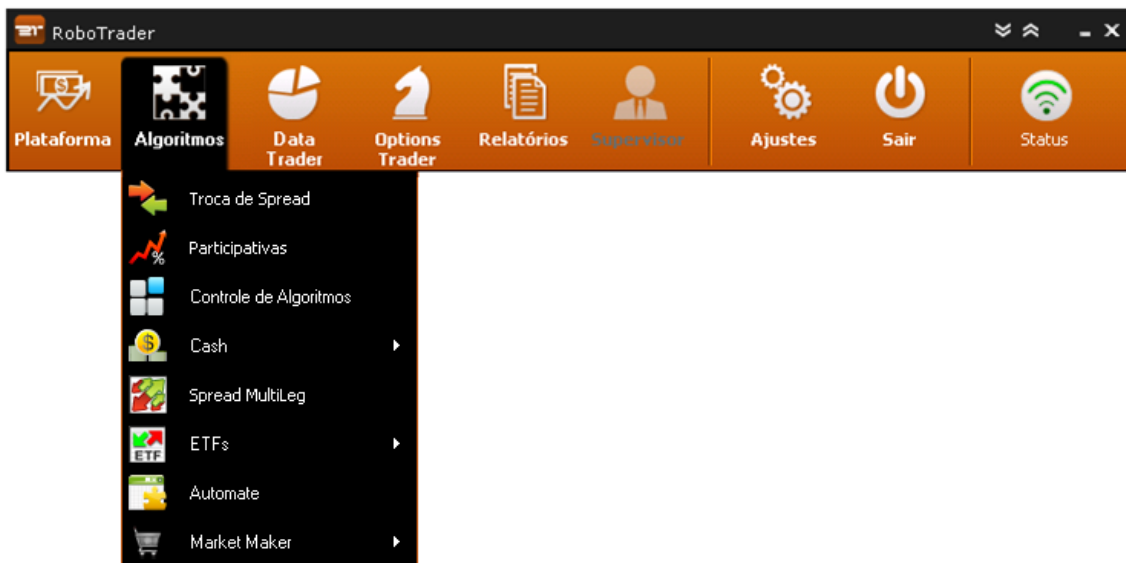 RoboTrader
Plataforma
Algoritmos
Data
Trader
Options
Trader
Relatórios
Supervisor
Ajustes
Sair
Status
Troca de Spread
%
Participativas
Controle de Algoritmos
$
Cash
Spread MultiLeg
ETF
ETFs
Automate
Market Maker